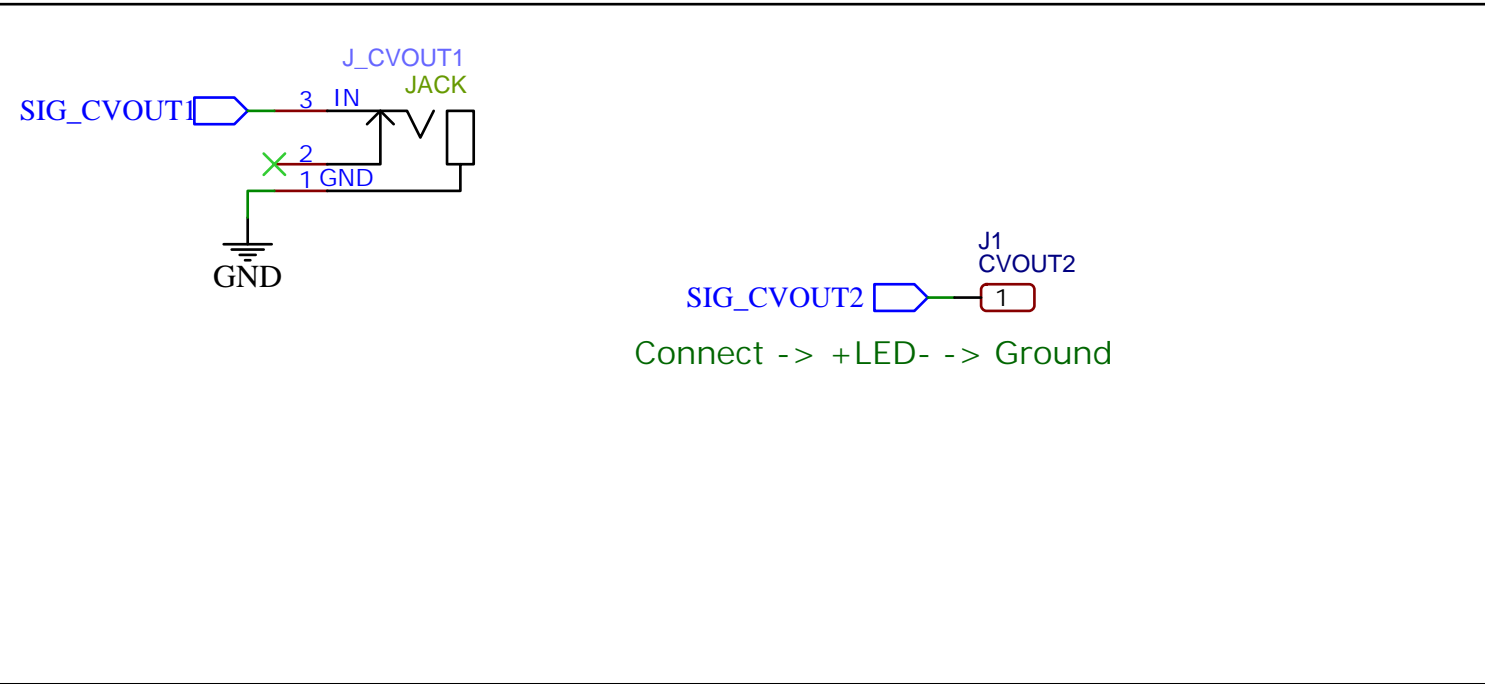 J_CVOUT1
JACK
SIG_CVOUT1
3 IN
2
1 GND
GND
J1
CVOUT2
SIG_CVOUT2
1
Connect -> +LED- -> Ground